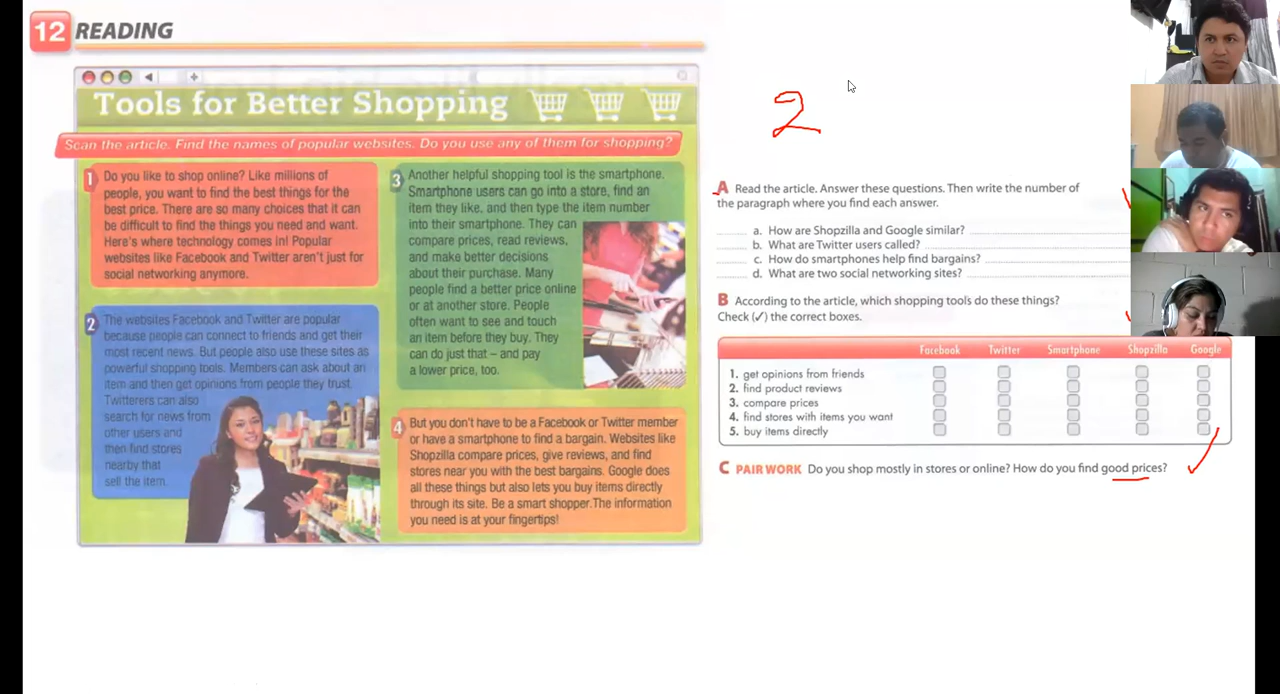 12 READING
Tools for Better Shopping
Scan the article. Find the names of popular websites. Do you use any of them for shopping?
1
Do you like to shop online? Like millions of
people, you want to find the best things for the
best price. There are so many choices that it can
be difficult to find the things you need and want.
Here's where technology comes in! Popular
websites like Facebook and Twitter aren't just for
social networking anymore.
2
The websites Facebook and Twitter are popular
because people can connect to friends and get their
most recent news. But people also use these sites as
powerful shopping tools. Members can ask about an
item and then get opinions from people they trust.
Twitterers can also
search for news from
other users and
then find stores
nearby that
sell the item.
3
Another helpful shopping tool is the smartphone.
Smartphone users can go into a store, find an
item they like, and then type the item number
into their smartphone. They can
compare prices, read reviews,
and make better decisions
about their purchase. Many
people find a better price online
or at another store. People
often want to see and touch
an item before they buy. They
can do just that – and pay
a lower price, too.
4
But you don't have to be a Facebook or Twitter member
or have a smartphone to find a bargain. Websites like
Shopzilla compare prices, give reviews, and find
stores near you with the best bargains. Google does
all these things but also lets you buy items directly
through its site. Be a smart shopper. The information
you need is at your fingertips!
2
A Read the article. Answer these questions. Then write the number of
the paragraph where you find each answer.
a. How are Shopzilla and Google similar?
b. What are Twitter users called?
c. How do smartphones help find bargains?
d. What are two social networking sites?
B According to the article, which shopping tools do these things?
Check (✓) the correct boxes.
Facebook Twitter Smartphone Shopzilla Google
1. get opinions from friends
2. find product reviews
3. compare prices
4. find stores with items you want
5. buy items directly
C PAIR WORK Do you shop mostly in stores or online? How do you find good prices?